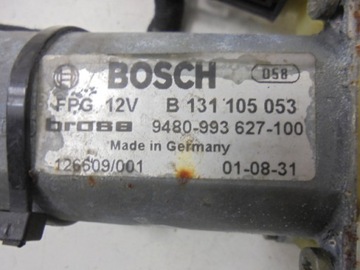 BOSCH D58
FPG 12V B 131 105 053
brose 9480-993 627-100
Made in Germany
126609/001 01-08-31